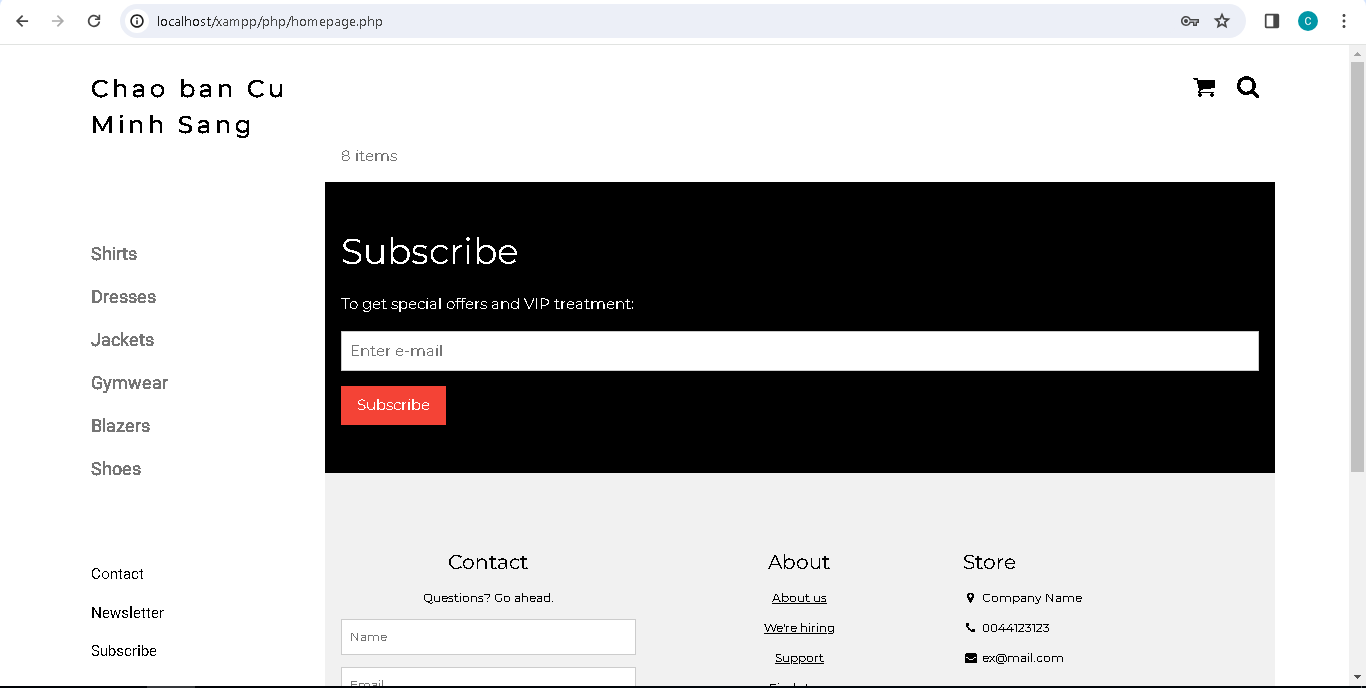 localhost/xampp/php/homepage.php
C
Chao ban Cu
Minh Sang
8 items
Shirts
Dresses
Jackets
Gymwear
Blazers
Shoes
Contact
Newsletter
Subscribe
Subscribe
To get special offers and VIP treatment:
Enter e-mail
Subscribe
Contact
Questions? Go ahead.
Name
Email
About
About us
We're hiring
Support
Store
Company Name
0044123123
ex@mail.com